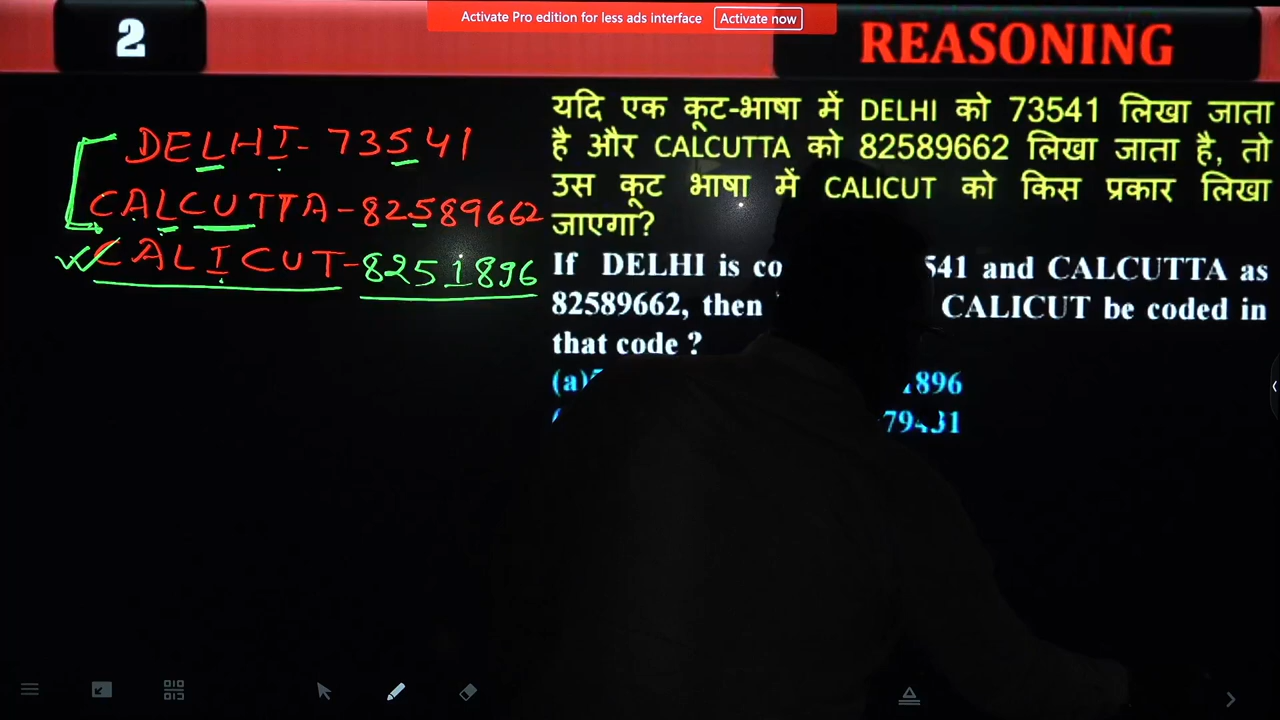 Activate Pro edition for less ads interface Activate now
2
REASONING
DELHI - 73541
CALCUTTA - 82589662
CALICUT - 8251896
यदि एक कूट-भाषा में DELHI को 73541 लिखा जाता
है और CALCUTTA को 82589662 लिखा जाता है, तो
उस कूट भाषा में CALICUT को किस प्रकार लिखा
जाएगा?
If DELHI is co 541 and CALCUTTA as
82589662, then CALICUT be coded in
that code ?
(a) 896